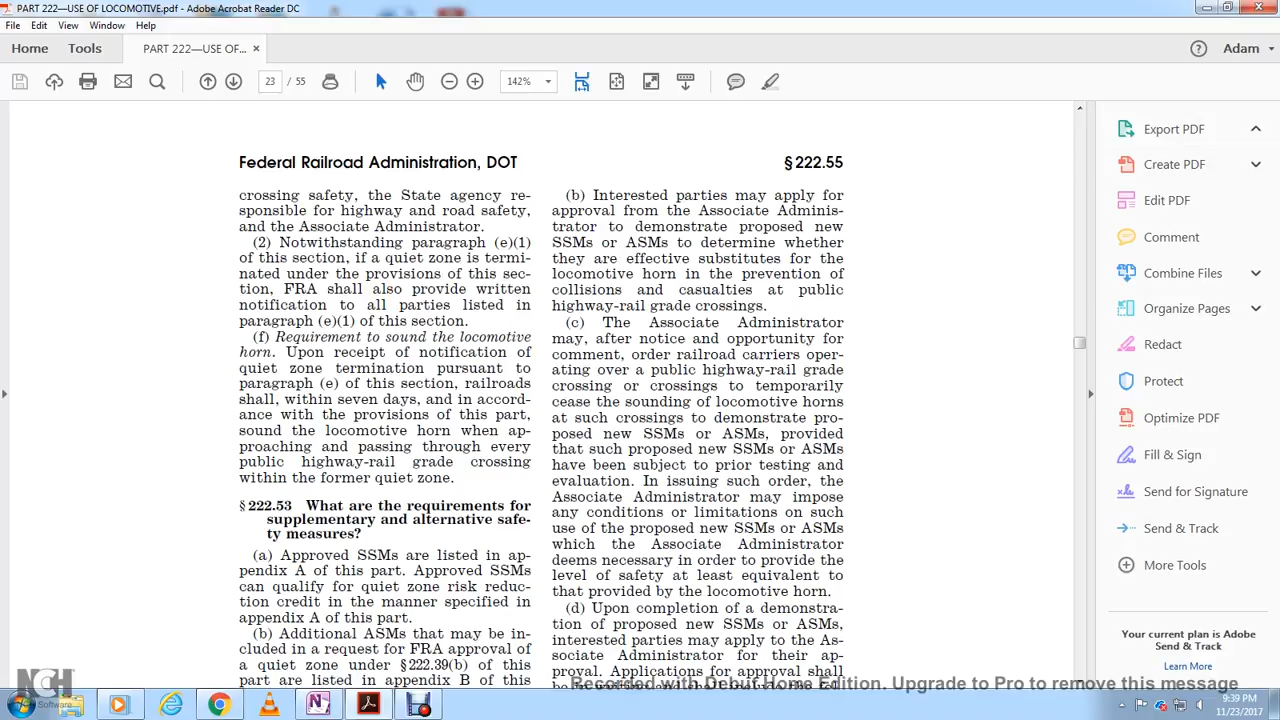 PART 222—USE OF LOCOMOTIVE.pdf - Adobe Acrobat Reader DC
File Edit View Window Help
Home Tools PART 222—USE OF... × Adam
23 / 55 142%
Federal Railroad Administration, DOT § 222.55
crossing safety, the State agency re-
sponsible for highway and road safety,
and the Associate Administrator.
(2) Notwithstanding paragraph (e)(1)
of this section, if a quiet zone is termi-
nated under the provisions of this sec-
tion, FRA shall also provide written
notification to all parties listed in
paragraph (e)(1) of this section.
(f) Requirement to sound the locomotive
horn. Upon receipt of notification of
quiet zone termination pursuant to
paragraph (e) of this section, railroads
shall, within seven days, and in accord-
ance with the provisions of this part,
sound the locomotive horn when ap-
proaching and passing through every
public highway-rail grade crossing
within the former quiet zone.
§ 222.53 What are the requirements for
supplementary and alternative safe-
ty measures?
(a) Approved SSMs are listed in ap-
pendix A of this part. Approved SSMs
can qualify for quiet zone risk reduc-
tion credit in the manner specified in
appendix A of this part.
(b) Additional ASMs that may be in-
cluded in a request for FRA approval of
a quiet zone under § 222.39(b) of this
part are listed in appendix B of this
(b) Interested parties may apply for
approval from the Associate Adminis-
trator to demonstrate proposed new
SSMs or ASMs to determine whether
they are effective substitutes for the
locomotive horn in the prevention of
collisions and casualties at public
highway-rail grade crossings.
(c) The Associate Administrator
may, after notice and opportunity for
comment, order railroad carriers oper-
ating over a public highway-rail grade
crossing or crossings to temporarily
cease the sounding of locomotive horns
at such crossings to demonstrate pro-
posed new SSMs or ASMs, provided
that such proposed new SSMs or ASMs
have been subject to prior testing and
evaluation. In issuing such order, the
Associate Administrator may impose
any conditions or limitations on such
use of the proposed new SSMs or ASMs
which the Associate Administrator
deems necessary in order to provide the
level of safety at least equivalent to
that provided by the locomotive horn.
(d) Upon completion of a demonstra-
tion of proposed new SSMs or ASMs,
interested parties may apply to the As-
sociate Administrator for their ap-
proval. Applications for approval shall
Export PDF
Create PDF
Edit PDF
Comment
Combine Files
Organize Pages
Redact
Protect
Optimize PDF
Fill & Sign
Send for Signature
Send & Track
More Tools
Your current plan is Adobe
Send & Track
Learn More
Recorded with Debut Home Edition. Upgrade to Pro to remove this message
NCH
Software
9:39 PM
11/23/2017